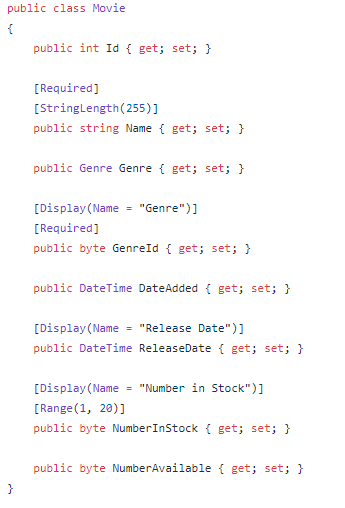 public class Movie
{
    public int Id { get; set; }

    [Required]
    [StringLength(255)]
    public string Name { get; set; }

    public Genre Genre { get; set; }

    [Display(Name = "Genre")]
    [Required]
    public byte GenreId { get; set; }

    public DateTime DateAdded { get; set; }

    [Display(Name = "Release Date")]
    public DateTime ReleaseDate { get; set; }

    [Display(Name = "Number in Stock")]
    [Range(1, 20)]
    public byte NumberInStock { get; set; }

    public byte NumberAvailable { get; set; }
}